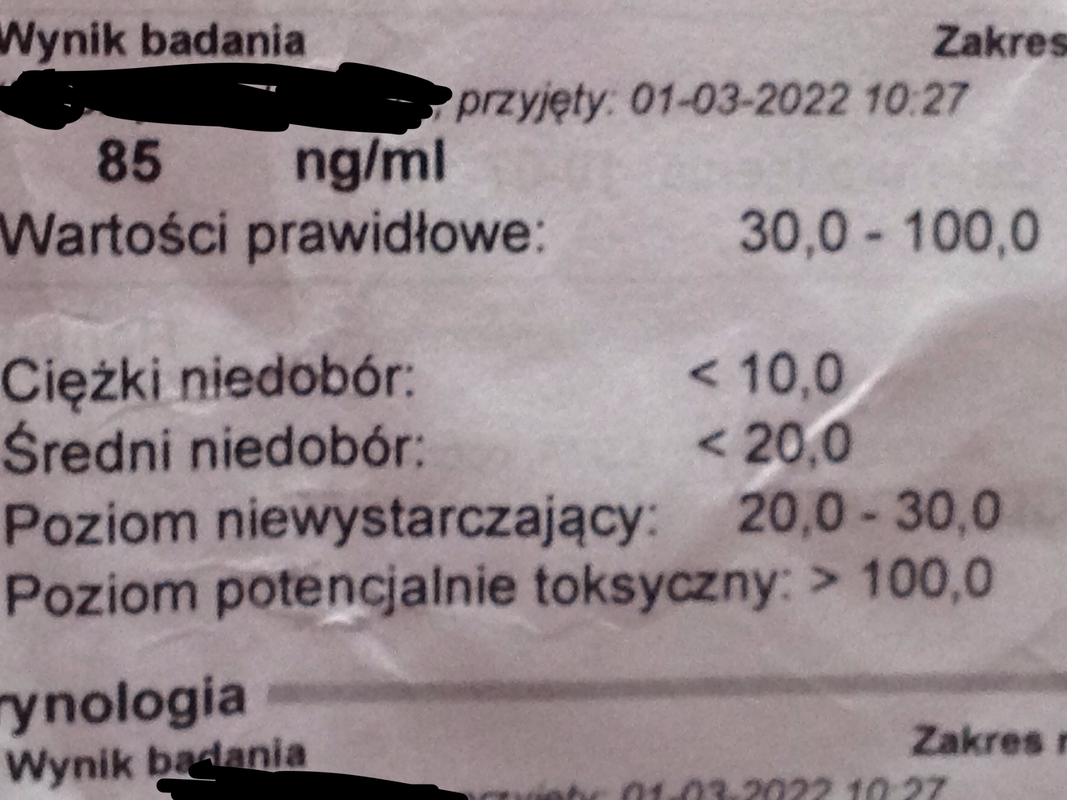 Wynik badania Zakres
, przyjęty: 01-03-2022 10:27
85 ng/ml
Wartości prawidłowe: 30,0 - 100,0
Ciężki niedobór: < 10,0
Średni niedobór: < 20,0
Poziom niewystarczający: 20,0 - 30,0
Poziom potencjalnie toksyczny: > 100,0
rynologia
Wynik badania Zakres r
przyjęty: 01-03-2022 10:27